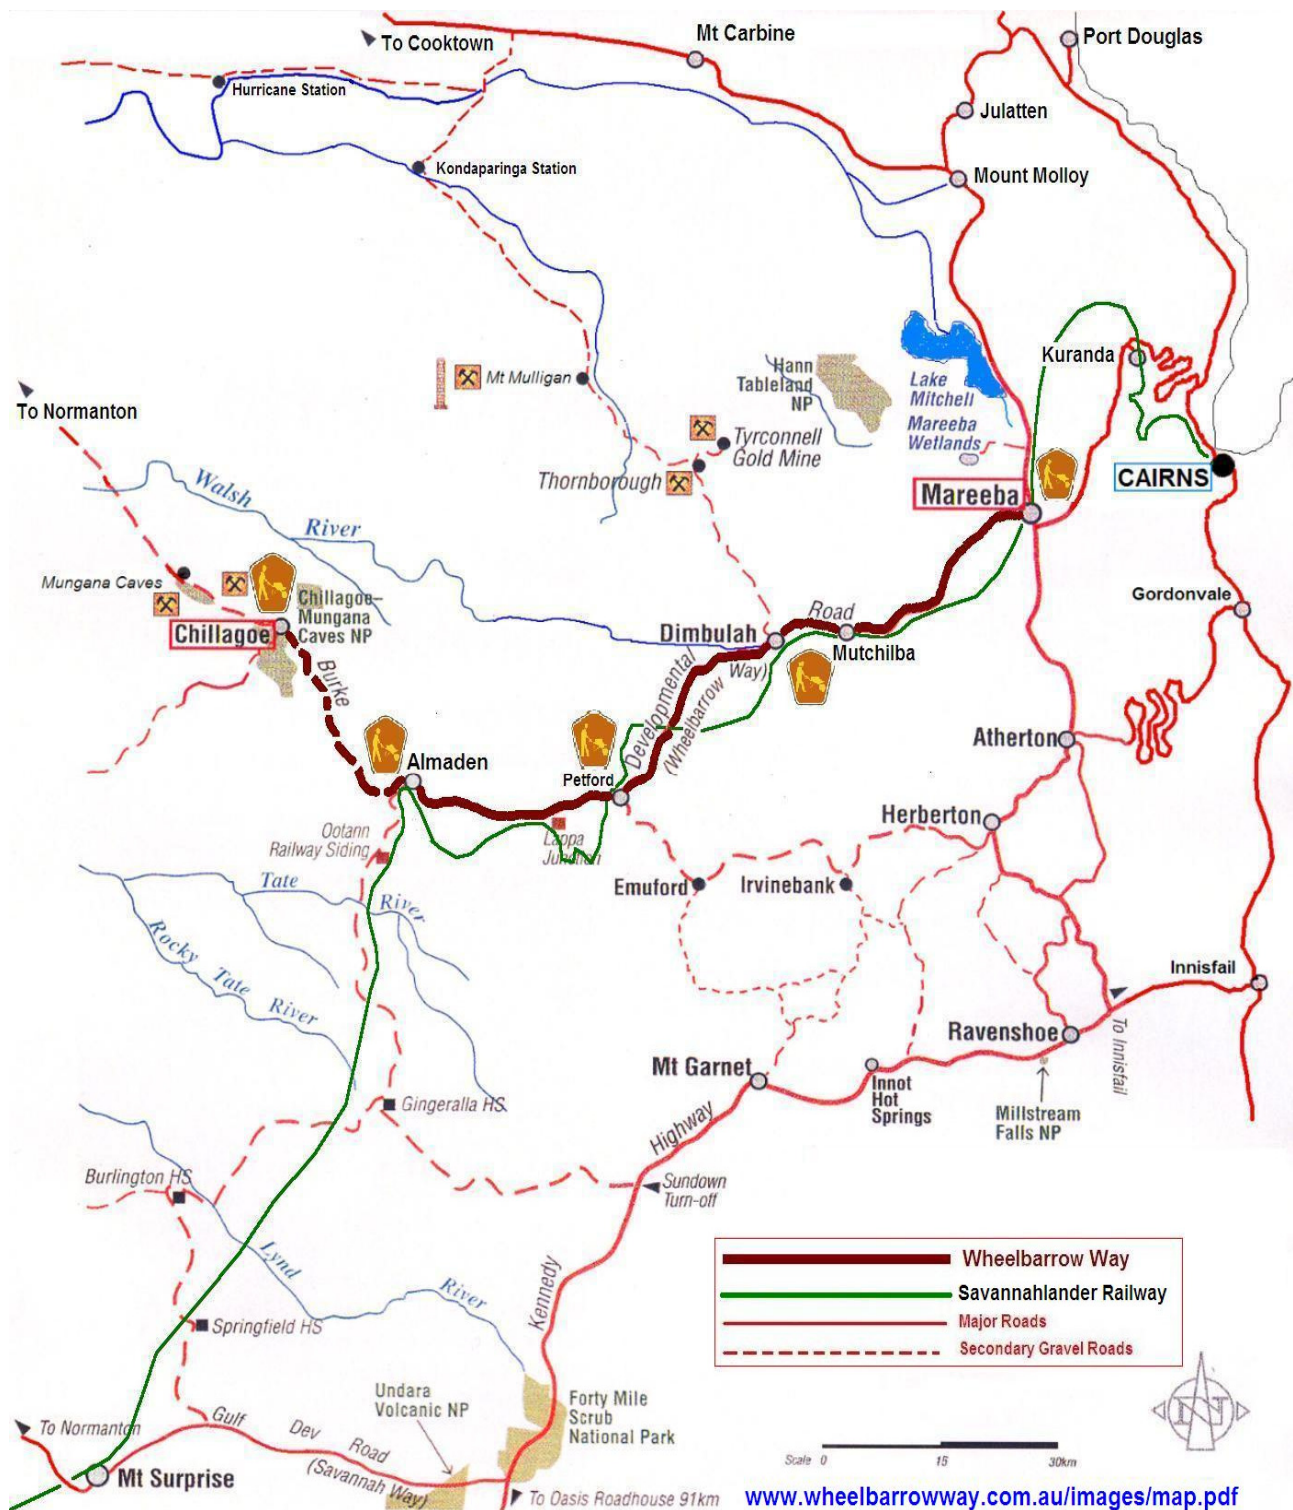 To Cooktown
Mt Carbine
Port Douglas
Hurricane Station
Julatten
Kondaparinga Station
Mount Molloy
Kuranda
Mt Mulligan
Hann
Tableland
NP
Lake
Mitchell
Mareeba
Wetlands
To Normanton
Tyrconnell
Gold Mine
Thornborough
Mareeba
CAIRNS
Walsh
River
Mungana Caves
Chillagoe–
Mungana
Caves NP
Chillagoe
Gordonvale
Road
Dimbulah
Mutchilba
Burke
Developmental
(Wheelbarrow Way)
Atherton
Almaden
Petford
Herberton
Ootann
Railway Siding
Lappa
Junction
Tate
River
Emuford
Irvinebank
Rocky Tate River
Innisfail
Ravenshoe
To Innisfail
Mt Garnet
Innot
Hot
Springs
Millstream
Falls NP
Gingeralla HS
Highway
Burlington HS
Sundown
Turn-off
Lynd
River
Kennedy
Wheelbarrow Way
Savannahlander Railway
Major Roads
Secondary Gravel Roads
Springfield HS
Undara
Volcanic NP
Forty Mile
Scrub
National Park
N
To Normanton
Gulf Dev Road
(Savannah Way)
Scale 0 15 30km
Mt Surprise
To Oasis Roadhouse 91km
www.wheelbarrowway.com.au/images/map.pdf